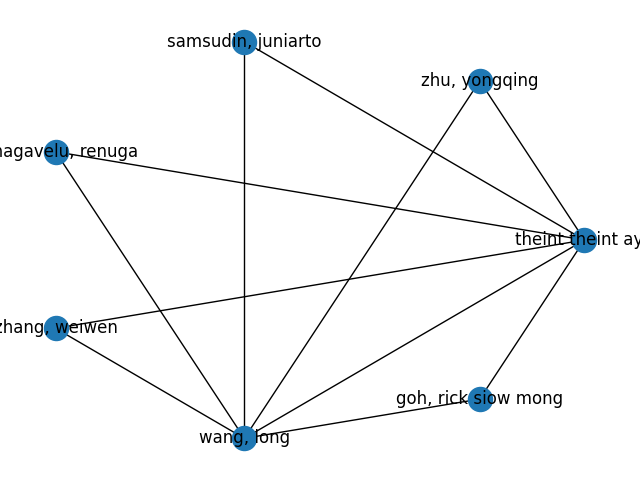 samsudin, juniarto
zhu, yongqing
nagavelu, renuga
theint theint ay
zhang, weiwen
goh, rick siow mong
wang, long